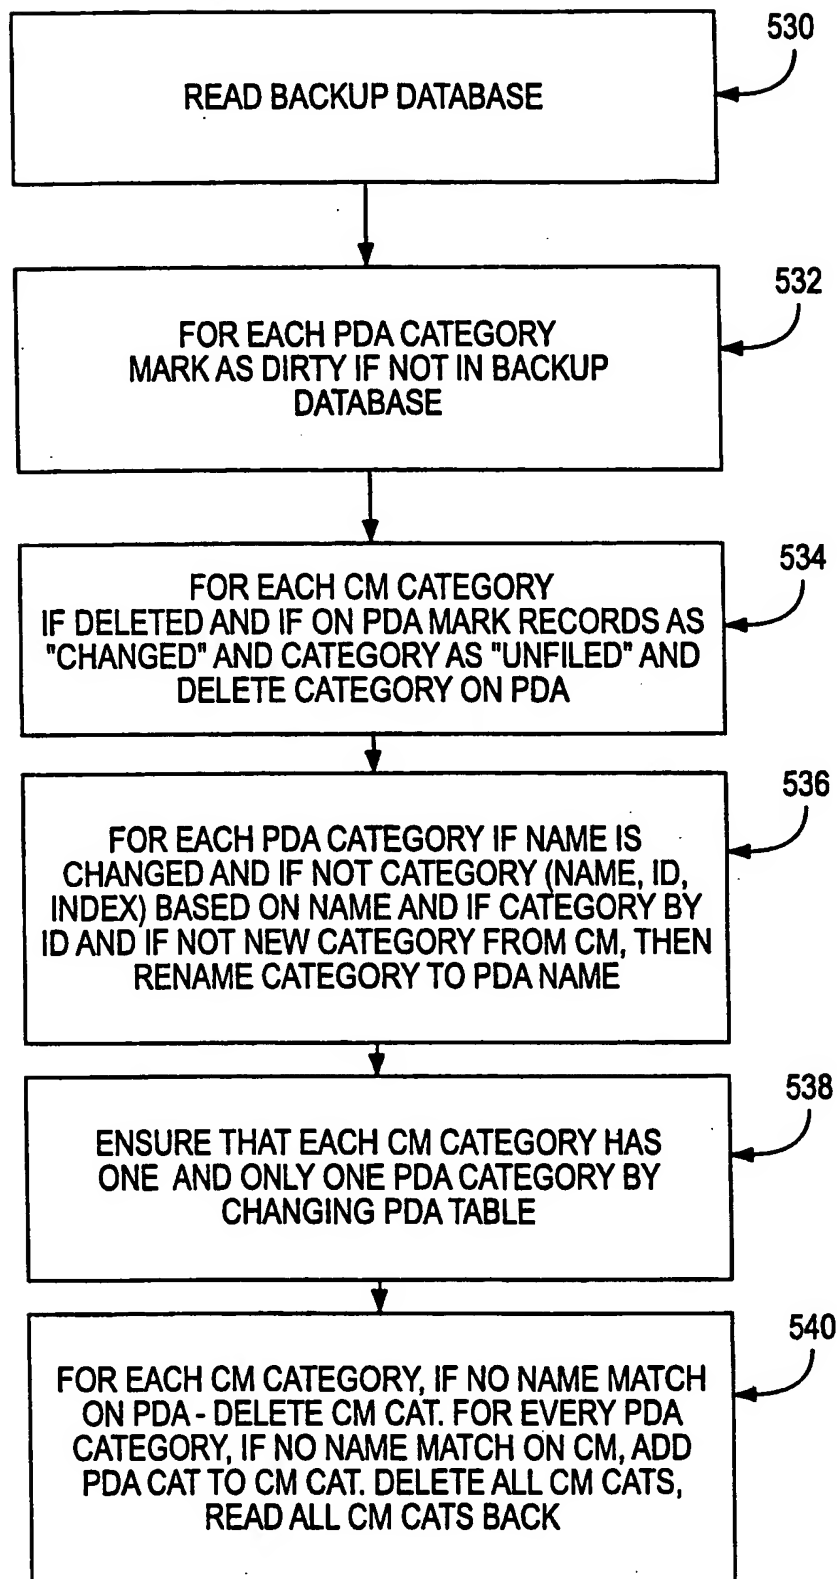 530
READ BACKUP DATABASE
532
FOR EACH PDA CATEGORY
MARK AS DIRTY IF NOT IN BACKUP
DATABASE
534
FOR EACH CM CATEGORY
IF DELETED AND IF ON PDA MARK RECORDS AS
"CHANGED" AND CATEGORY AS "UNFILED" AND
DELETE CATEGORY ON PDA
536
FOR EACH PDA CATEGORY IF NAME IS
CHANGED AND IF NOT CATEGORY (NAME, ID,
INDEX) BASED ON NAME AND IF CATEGORY BY
ID AND IF NOT NEW CATEGORY FROM CM, THEN
RENAME CATEGORY TO PDA NAME
538
ENSURE THAT EACH CM CATEGORY HAS
ONE AND ONLY ONE PDA CATEGORY BY
CHANGING PDA TABLE
540
FOR EACH CM CATEGORY, IF NO NAME MATCH
ON PDA - DELETE CM CAT. FOR EVERY PDA
CATEGORY, IF NO NAME MATCH ON CM, ADD
PDA CAT TO CM CAT. DELETE ALL CM CATS,
READ ALL CM CATS BACK